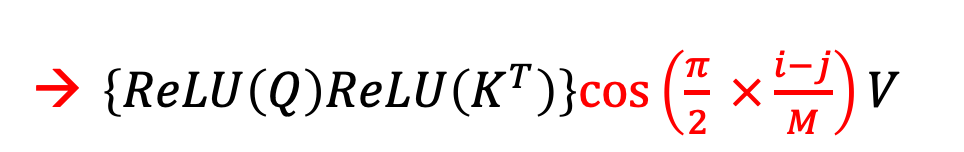 → {ReLU(Q)ReLU(K^T)}cos(π/2 × i−j/M)V